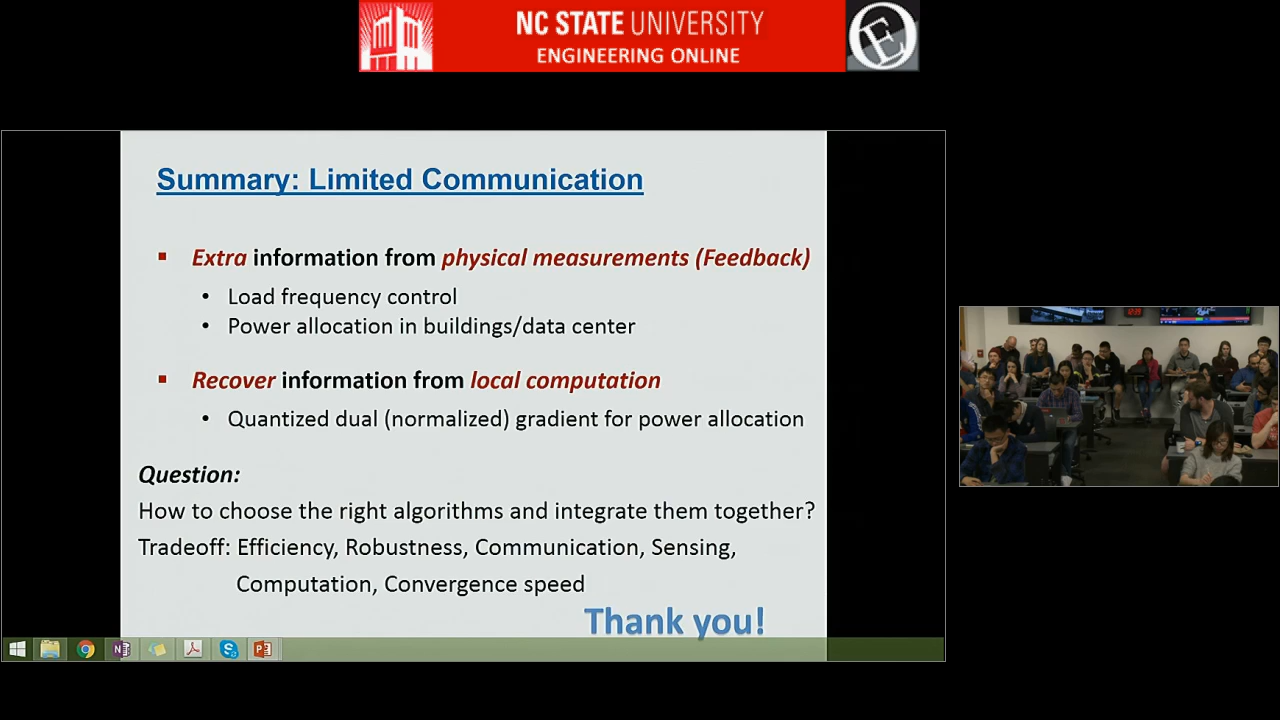 NC STATE UNIVERSITY
ENGINEERING ONLINE
Summary: Limited Communication
▪ Extra information from physical measurements (Feedback)
• Load frequency control
• Power allocation in buildings/data center
▪ Recover information from local computation
• Quantized dual (normalized) gradient for power allocation
Question:
How to choose the right algorithms and integrate them together?
Tradeoff: Efficiency, Robustness, Communication, Sensing,
Computation, Convergence speed
Thank you!